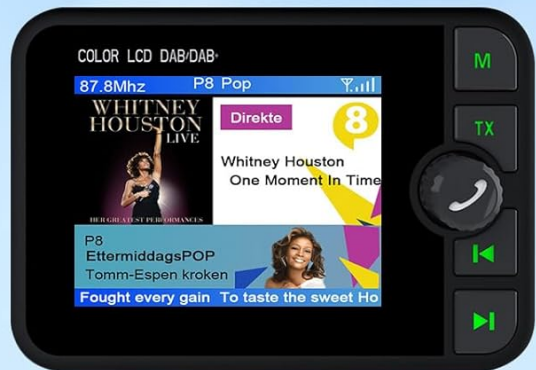 COLOR LCD DAB/DAB+
87.8Mhz P8 Pop
WHITNEY
HOUSTON
LIVE
HER GREATEST PERFORMANCES
Direkte
8
Whitney Houston
One Moment In Time
P8
EttermiddagsPOP
Tomm-Espen kroken
Fought every gain To taste the sweet Ho
M
TX